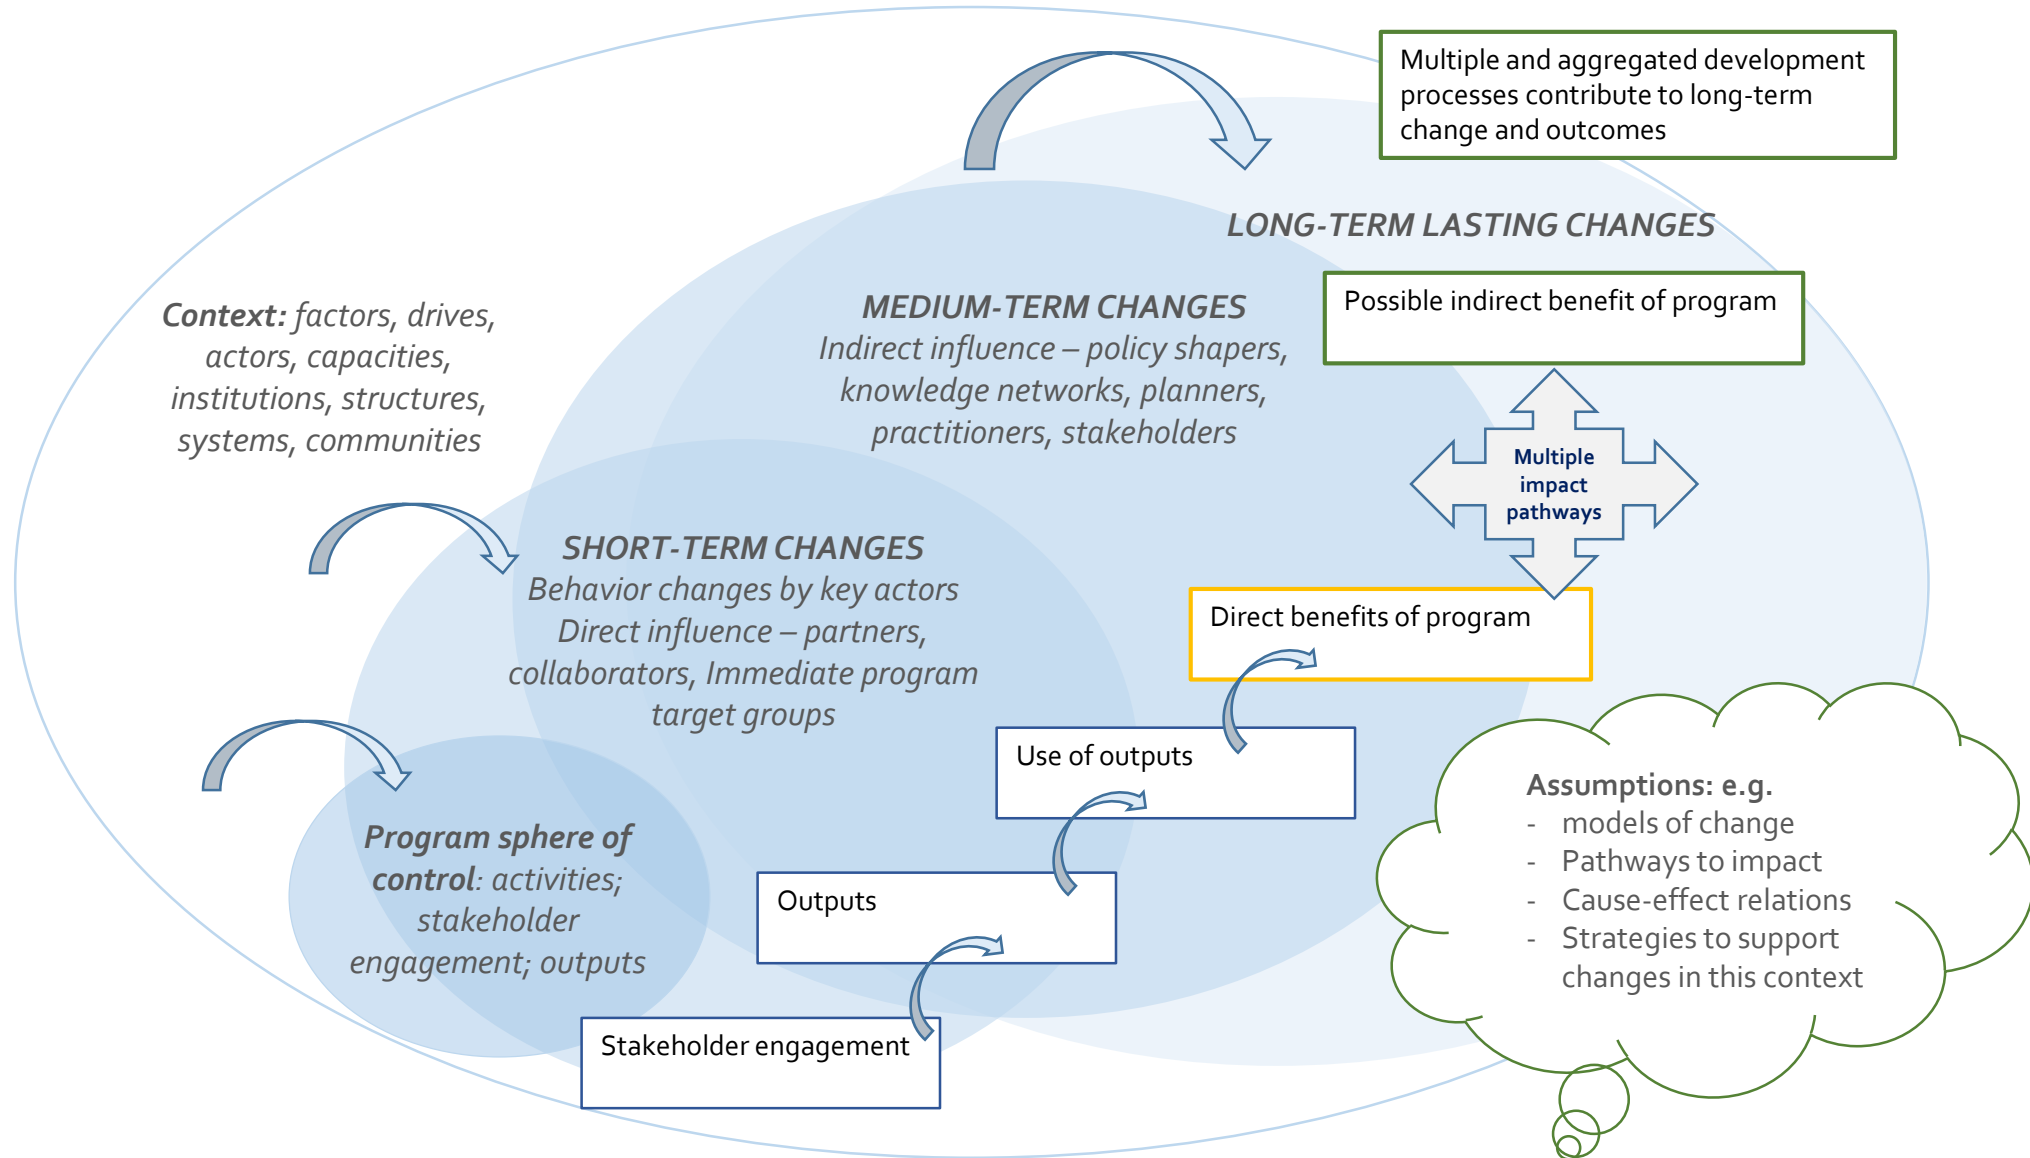 Multiple and aggregated development
processes contribute to long-term
change and outcomes
LONG-TERM LASTING CHANGES
Possible indirect benefit of program
MEDIUM-TERM CHANGES
Indirect influence – policy shapers,
knowledge networks, planners,
practitioners, stakeholders
Context: factors, drives,
actors, capacities,
institutions, structures,
systems, communities
Multiple
impact
pathways
SHORT-TERM CHANGES
Behavior changes by key actors
Direct influence – partners,
collaborators, Immediate program
target groups
Direct benefits of program
Use of outputs
Outputs
Stakeholder engagement
Program sphere of
control: activities;
stakeholder
engagement; outputs
Assumptions: e.g.
- models of change
- Pathways to impact
- Cause-effect relations
- Strategies to support
changes in this context